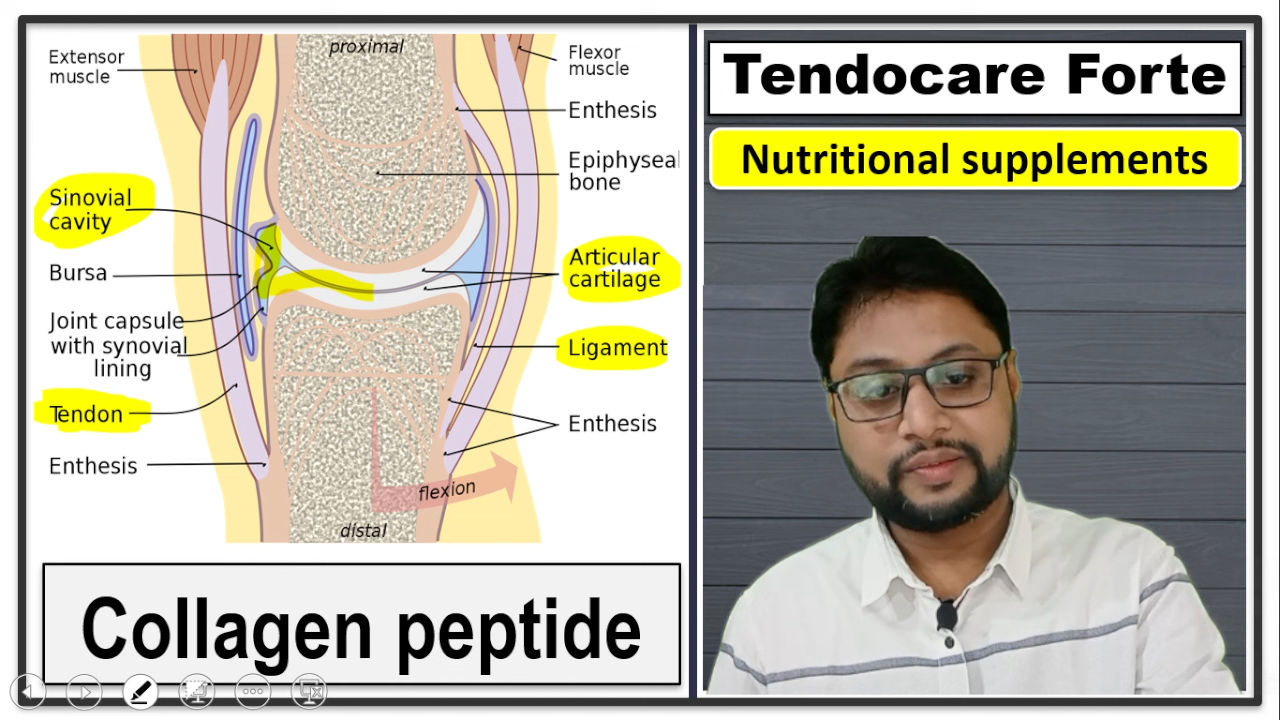 proximal
Extensor
muscle
Sinovial
cavity
Bursa
Joint capsule
with synovial
lining
Tendon
Enthesis
Flexor
muscle
Enthesis
Epiphyseal
bone
Articular
cartilage
Ligament
Enthesis
flexion
distal
Collagen peptide
Tendocare Forte
Nutritional supplements